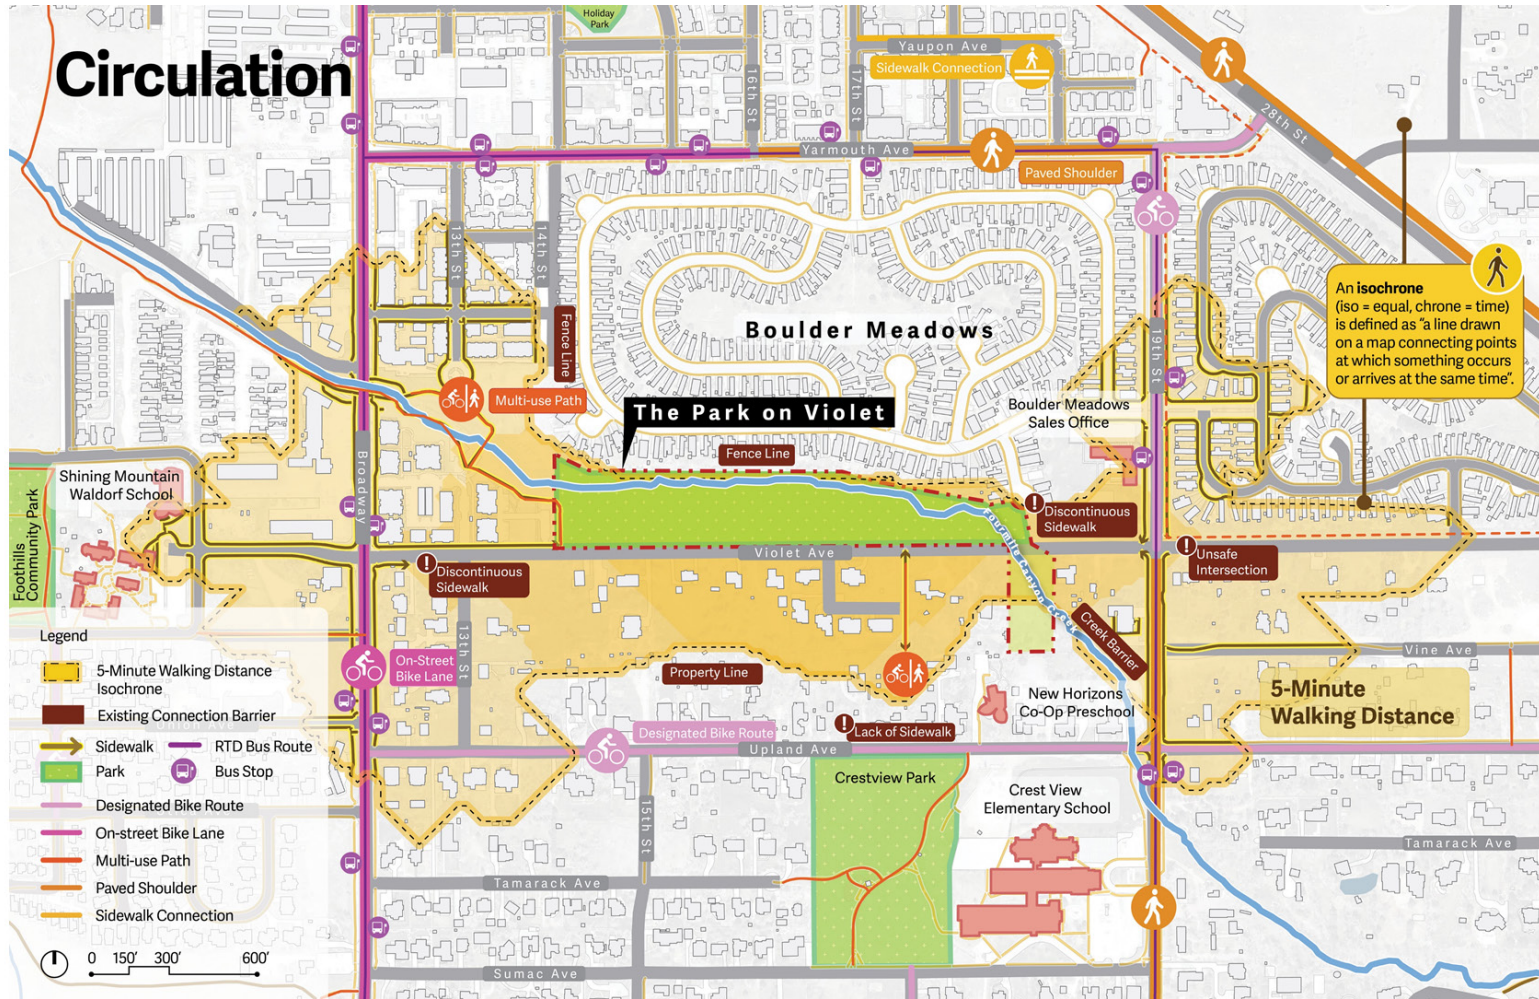 Circulation
Holiday
Park
Yaupon Ave
Sidewalk Connection
16th St
17th St
28th St
Yarmouth Ave
Paved Shoulder
13th St
14th St
Fence Line
Boulder Meadows
An isochrone
(iso = equal, chrone = time)
is defined as “a line drawn
on a map connecting points
at which something occurs
or arrives at the same time”.
19th St
Multi-use Path
The Park on Violet
Boulder Meadows
Sales Office
Fence Line
Broadway
Shining Mountain
Waldorf School
Foothills
Community Park
Discontinuous
Sidewalk
Fourmile Canyon Creek
Violet Ave
Unsafe
Intersection
Discontinuous
Sidewalk
Creek Barrier
13th St
On-Street
Bike Lane
Property Line
Vine Ave
New Horizons
Co-Op Preschool
5-Minute
Walking Distance
Designated Bike Route
Lack of Sidewalk
Upland Ave
Crestview Park
Crest View
Elementary School
15th St
Tamarack Ave
Tamarack Ave
Sumac Ave
Legend
5-Minute Walking Distance
Isochrone
Existing Connection Barrier
Sidewalk
RTD Bus Route
Park
Bus Stop
Designated Bike Route
On-street Bike Lane
Multi-use Path
Paved Shoulder
Sidewalk Connection
0 150' 300' 600'